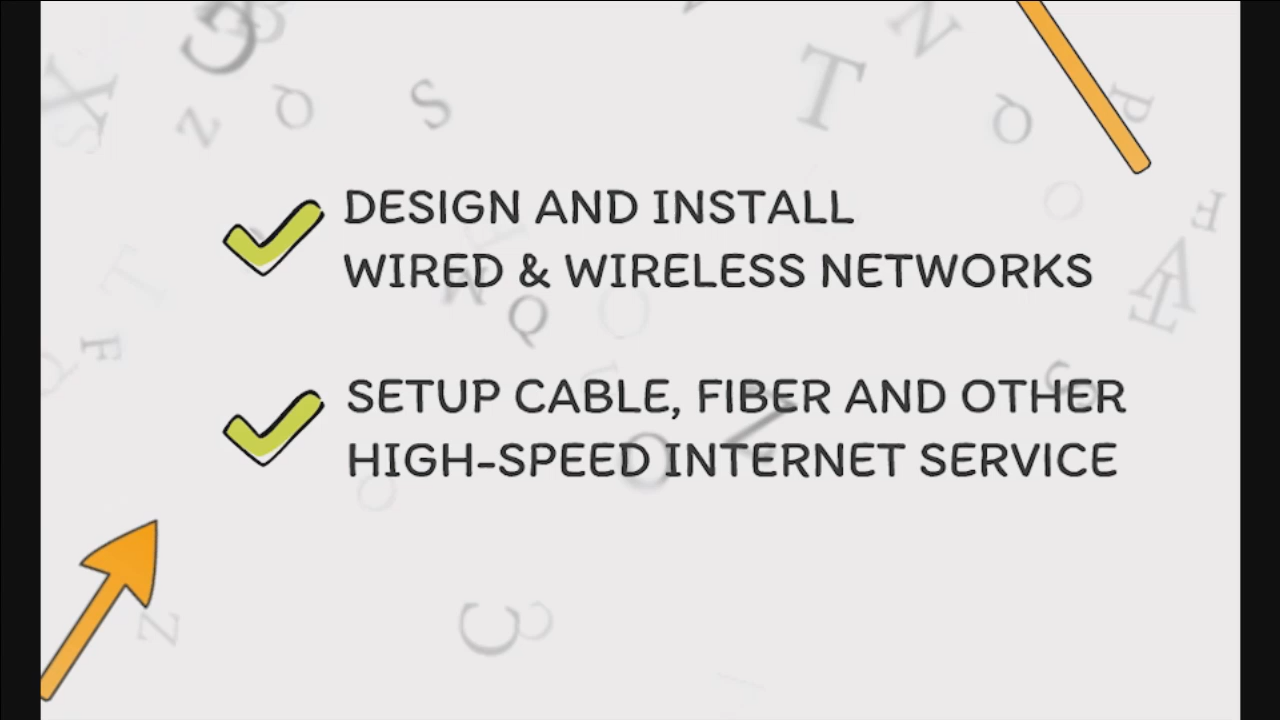 DESIGN AND INSTALL
WIRED & WIRELESS NETWORKS
SETUP CABLE, FIBER AND OTHER
HIGH-SPEED INTERNET SERVICE